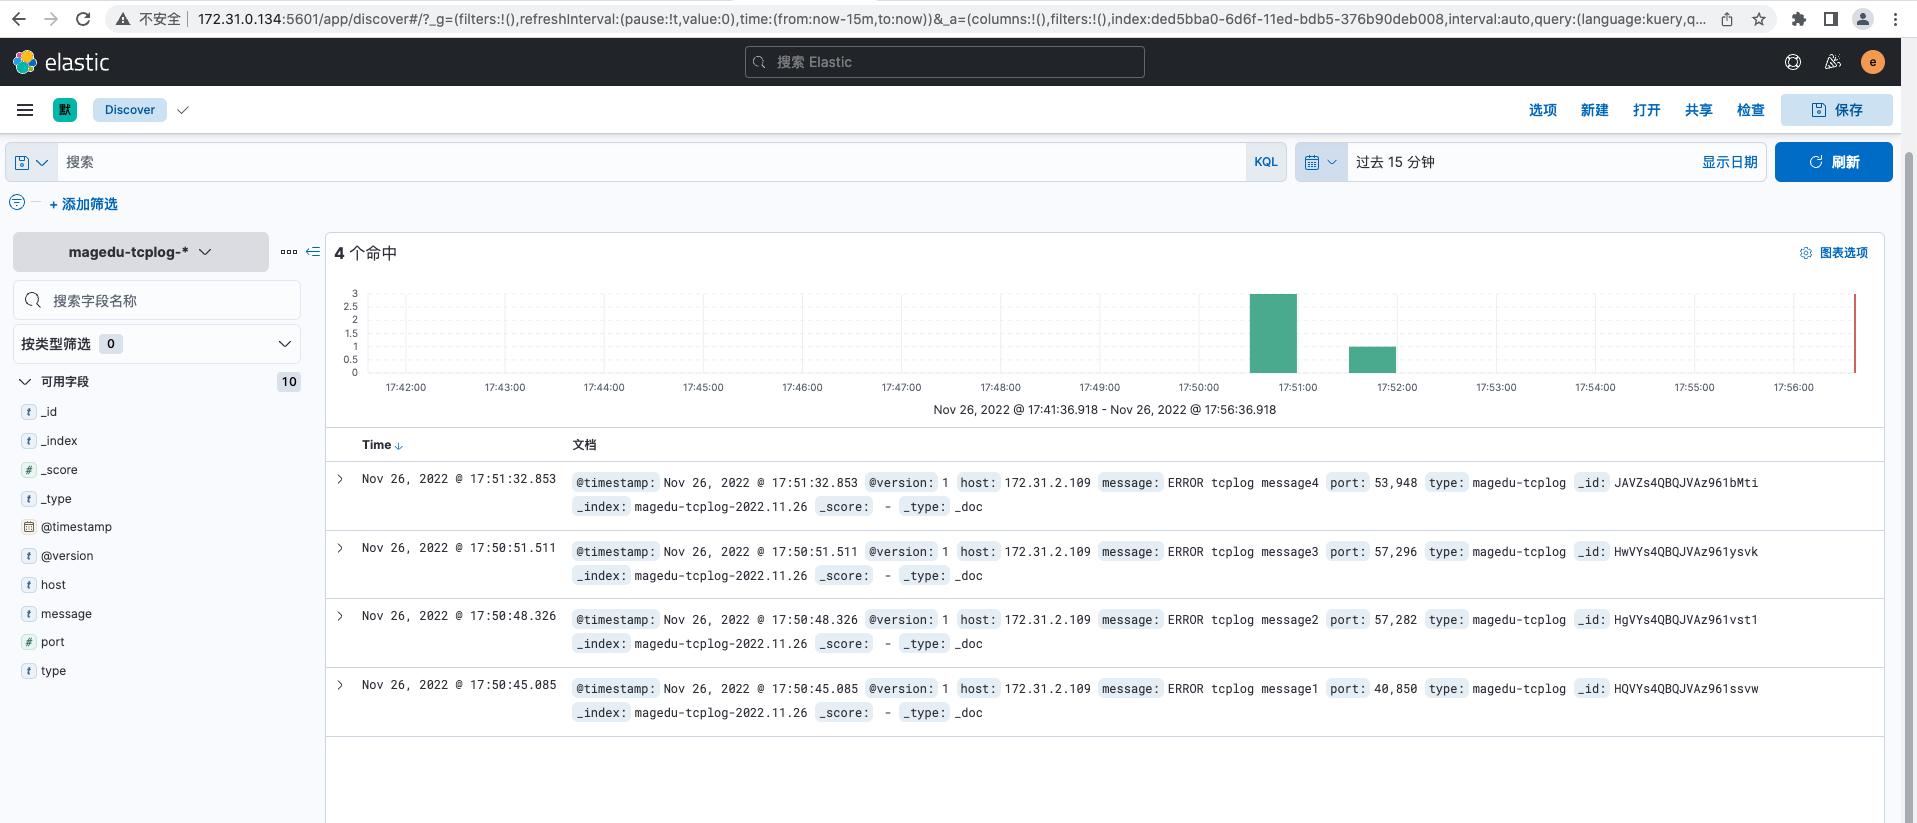 不安全 172.31.0.134:5601/app/discover#/?_g=(filters:!(),refreshInterval:(pause:!t,value:0),time:(from:now-15m,to:now))&_a=(columns:!(),filters:!(),index:ded5bba0-6d6f-11ed-bdb5-376b90deb008,interval:auto,query:(language:kuery,q...
elastic 搜索 Elastic e
默 Discover 选项 新建 打开 共享 检查 保存
搜索 KQL 过去 15 分钟 显示日期 刷新
+ 添加筛选
magedu-tcplog-*
搜索字段名称
按类型筛选 0
可用字段 10
t _id
t _index
# _score
t _type
@timestamp
t @version
t host
t message
# port
t type
4 个命中 图表选项
3
2.5
2
1.5
1
0.5
0
17:42:00 17:43:00 17:44:00 17:45:00 17:46:00 17:47:00 17:48:00 17:49:00 17:50:00 17:51:00 17:52:00 17:53:00 17:54:00 17:55:00 17:56:00
Nov 26, 2022 @ 17:41:36.918 - Nov 26, 2022 @ 17:56:36.918
Time 文档
Nov 26, 2022 @ 17:51:32.853 @timestamp: Nov 26, 2022 @ 17:51:32.853 @version: 1 host: 172.31.2.109 message: ERROR tcplog message4 port: 53,948 type: magedu-tcplog _id: JAVZs4QBQJVAz961bMti
_index: magedu-tcplog-2022.11.26 _score: - _type: _doc
Nov 26, 2022 @ 17:50:51.511 @timestamp: Nov 26, 2022 @ 17:50:51.511 @version: 1 host: 172.31.2.109 message: ERROR tcplog message3 port: 57,296 type: magedu-tcplog _id: HwVYs4QBQJVAz961ysvk
_index: magedu-tcplog-2022.11.26 _score: - _type: _doc
Nov 26, 2022 @ 17:50:48.326 @timestamp: Nov 26, 2022 @ 17:50:48.326 @version: 1 host: 172.31.2.109 message: ERROR tcplog message2 port: 57,282 type: magedu-tcplog _id: HgVYs4QBQJVAz961vst1
_index: magedu-tcplog-2022.11.26 _score: - _type: _doc
Nov 26, 2022 @ 17:50:45.085 @timestamp: Nov 26, 2022 @ 17:50:45.085 @version: 1 host: 172.31.2.109 message: ERROR tcplog message1 port: 40,850 type: magedu-tcplog _id: HQVYs4QBQJVAz961ssvw
_index: magedu-tcplog-2022.11.26 _score: - _type: _doc